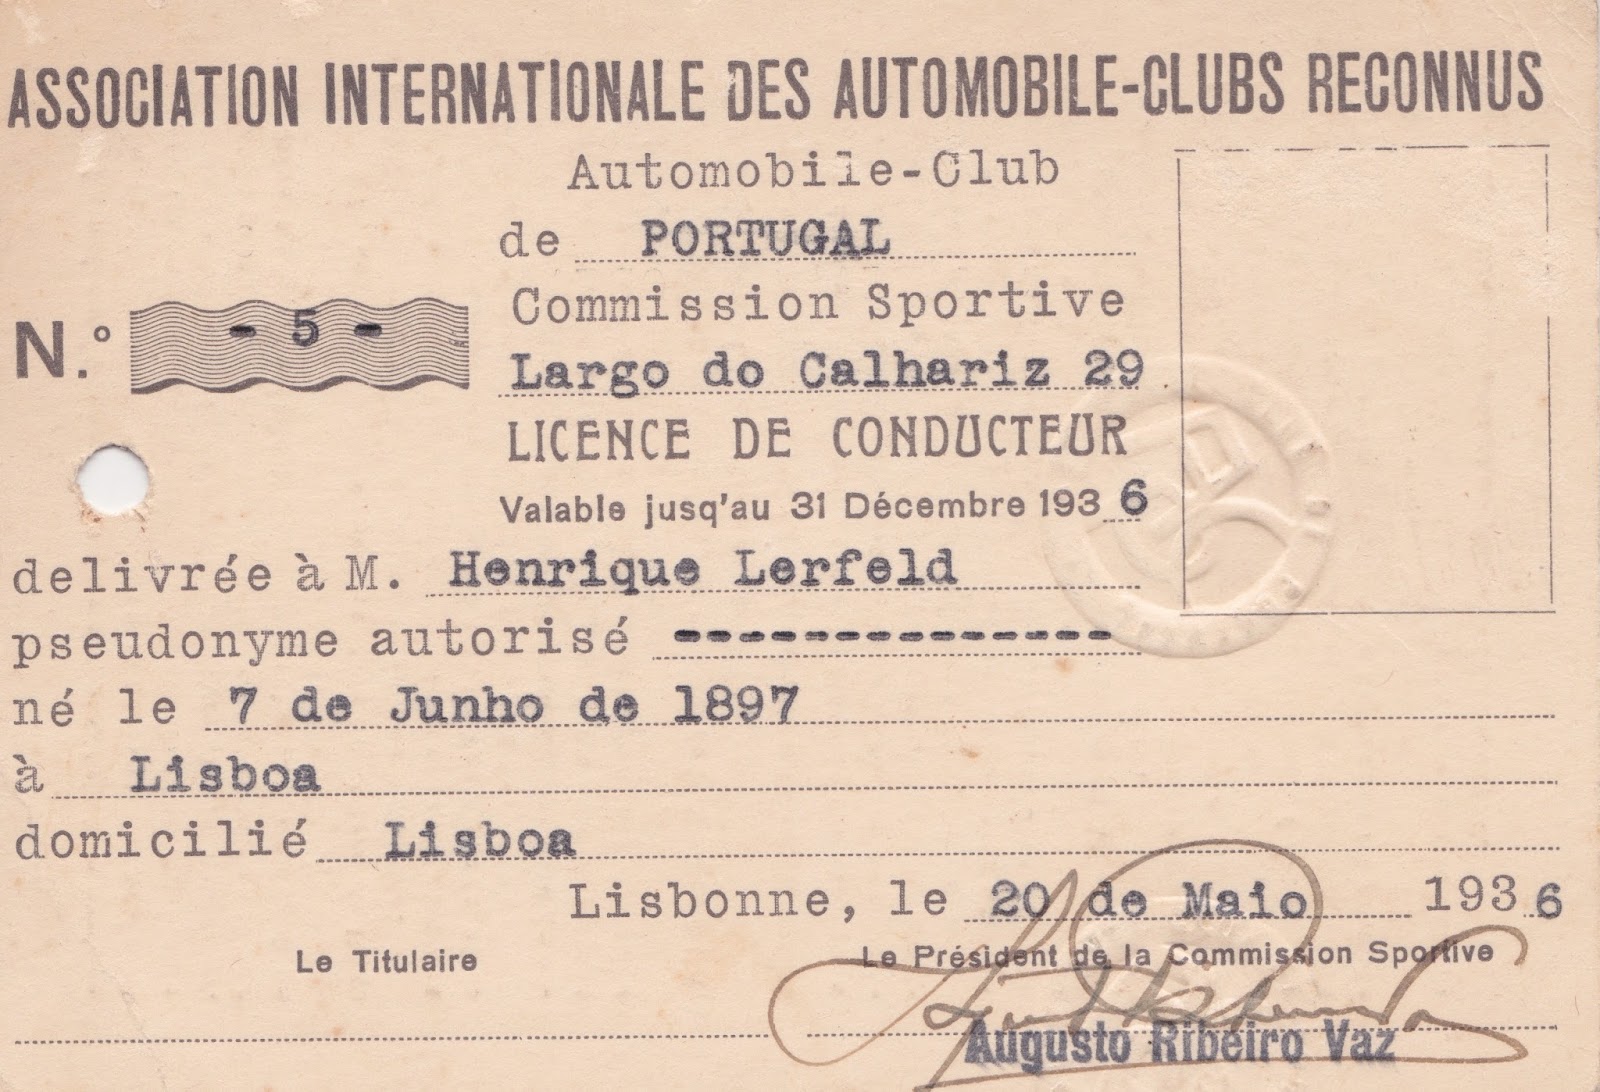 ASSOCIATION INTERNATIONALE DES AUTOMOBILE-CLUBS RECONNUS
Automobile-Club
de PORTUGAL
N.º - 5 -
Commission Sportive
Largo do Calhariz 29
LICENCE DE CONDUCTEUR
Valable jusq'au 31 Décembre 1936
delivrée à M. Henrique Lerfeld
pseudonyme autorisé ---------------
né le 7 de Junho de 1897
à Lisboa
domicilié Lisboa
Lisbonne, le 20 de Maio 1936
Le Titulaire
Le Président de la Commission Sportive
Augusto Ribeiro Vaz